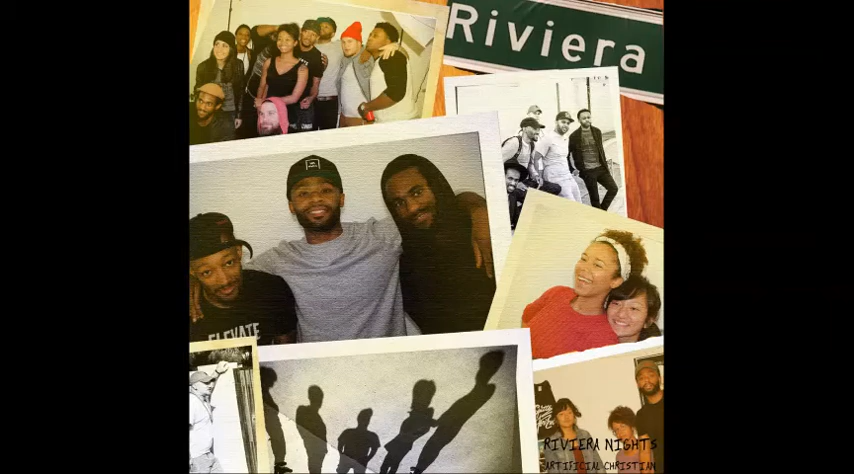 Riviera
ELEVATE
RIVIERA NIGHTS
ARTIFICIAL CHRISTIAN